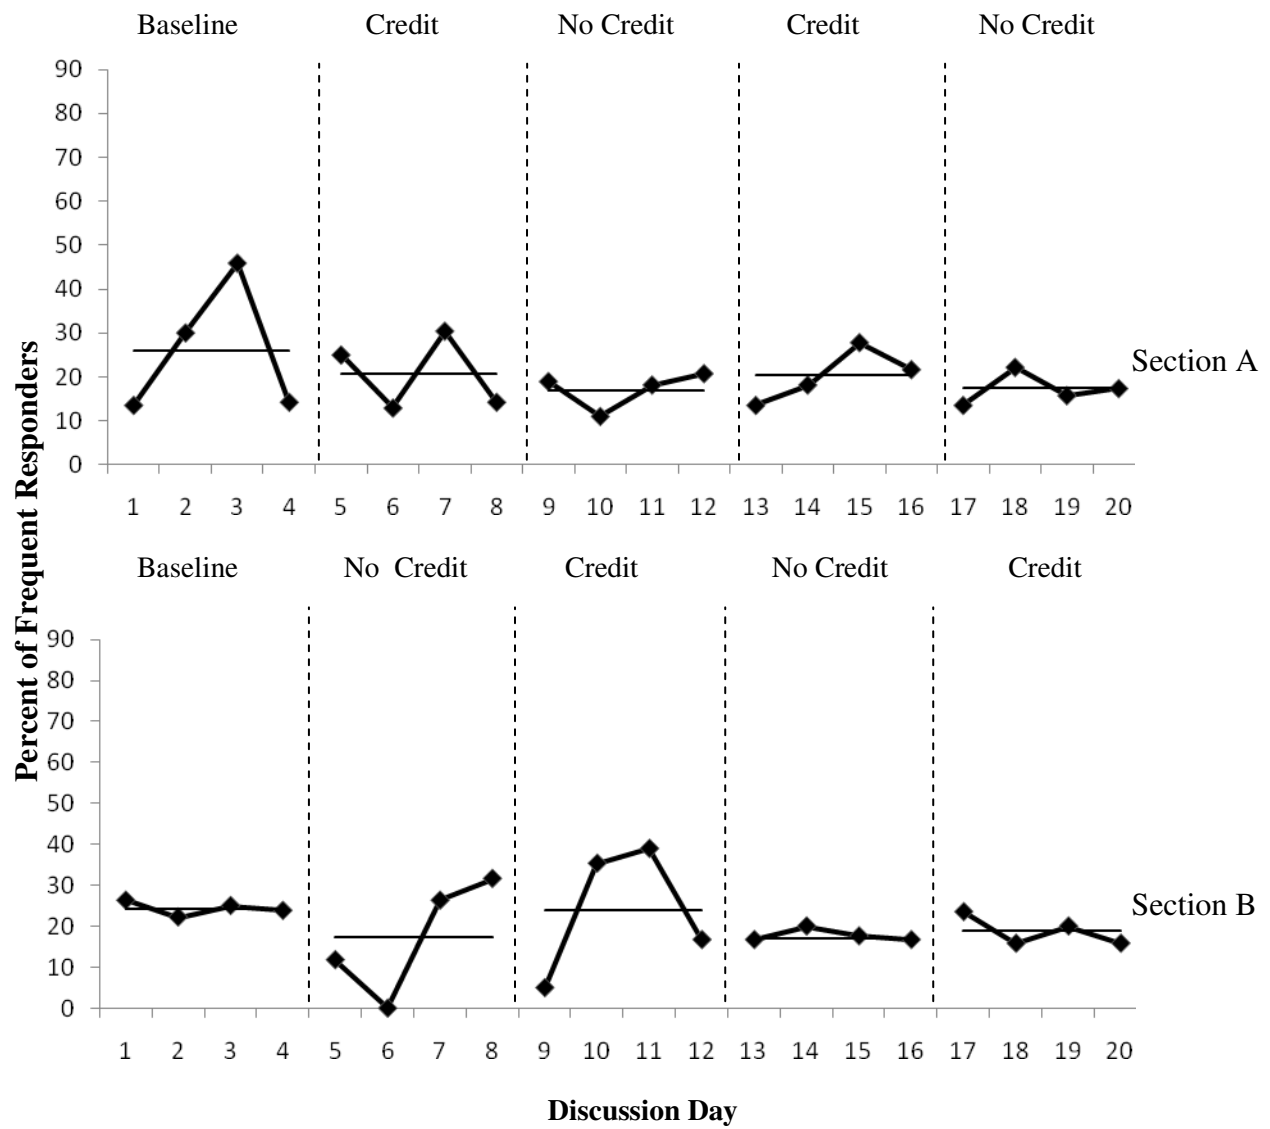 Baseline Credit No Credit Credit No Credit
90
80
70
60
50
40
30
20
10
0
Section A
1 2 3 4 5 6 7 8 9 10 11 12 13 14 15 16 17 18 19 20
Percent of Frequent Responders
Baseline No Credit Credit No Credit Credit
90
80
70
60
50
40
30
20
10
0
Section B
1 2 3 4 5 6 7 8 9 10 11 12 13 14 15 16 17 18 19 20
Discussion Day